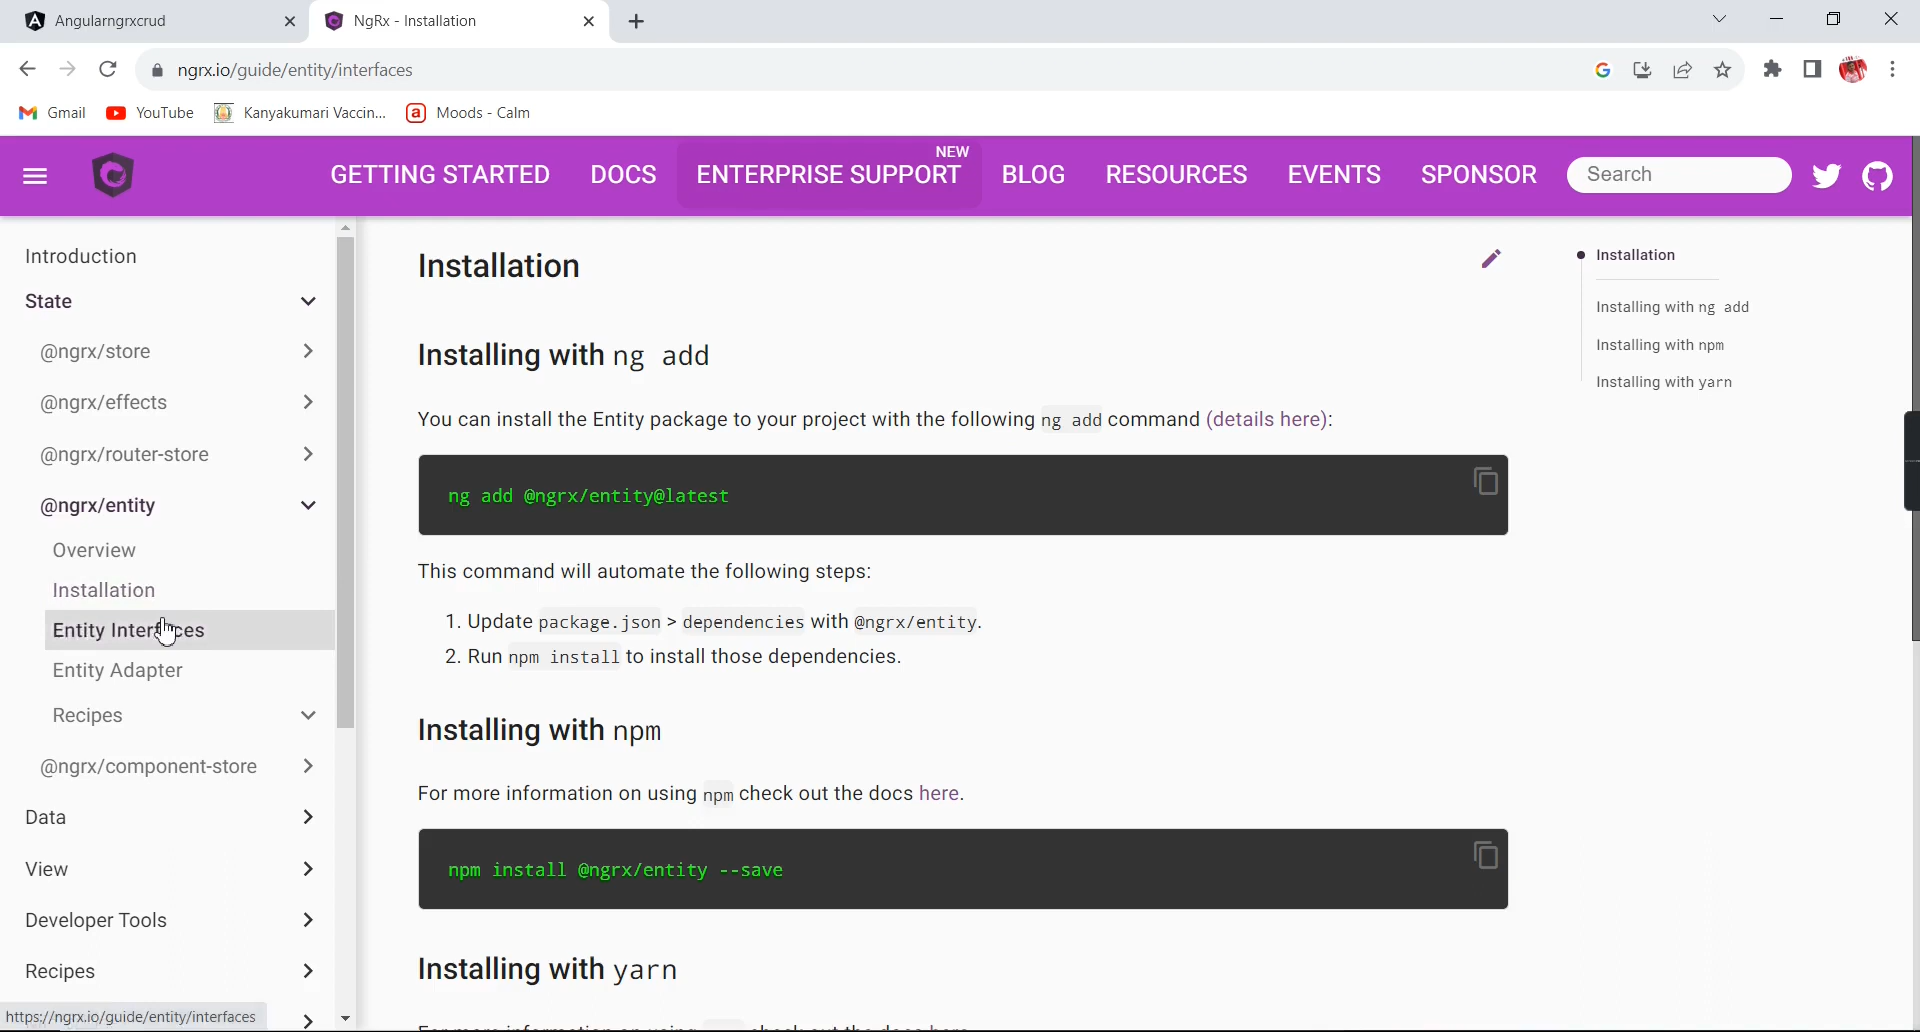 Angularngrxcrud
NgRx - Installation
ngrx.io/guide/entity/interfaces
Gmail
YouTube
Kanyakumari Vaccin...
Moods - Calm
GETTING STARTED
DOCS
ENTERPRISE SUPPORT
NEW
BLOG
RESOURCES
EVENTS
SPONSOR
Search
Introduction
State
@ngrx/store
@ngrx/effects
@ngrx/router-store
@ngrx/entity
Overview
Installation
Entity Interfaces
Entity Adapter
Recipes
@ngrx/component-store
Data
View
Developer Tools
Recipes
https://ngrx.io/guide/entity/interfaces
Installation
Installing with ng add
You can install the Entity package to your project with the following ng add command (details here):
ng add @ngrx/entity@latest
This command will automate the following steps:
1. Update package.json > dependencies with @ngrx/entity.
2. Run npm install to install those dependencies.
Installing with npm
For more information on using npm check out the docs here.
npm install @ngrx/entity --save
Installing with yarn
Installation
Installing with ng add
Installing with npm
Installing with yarn